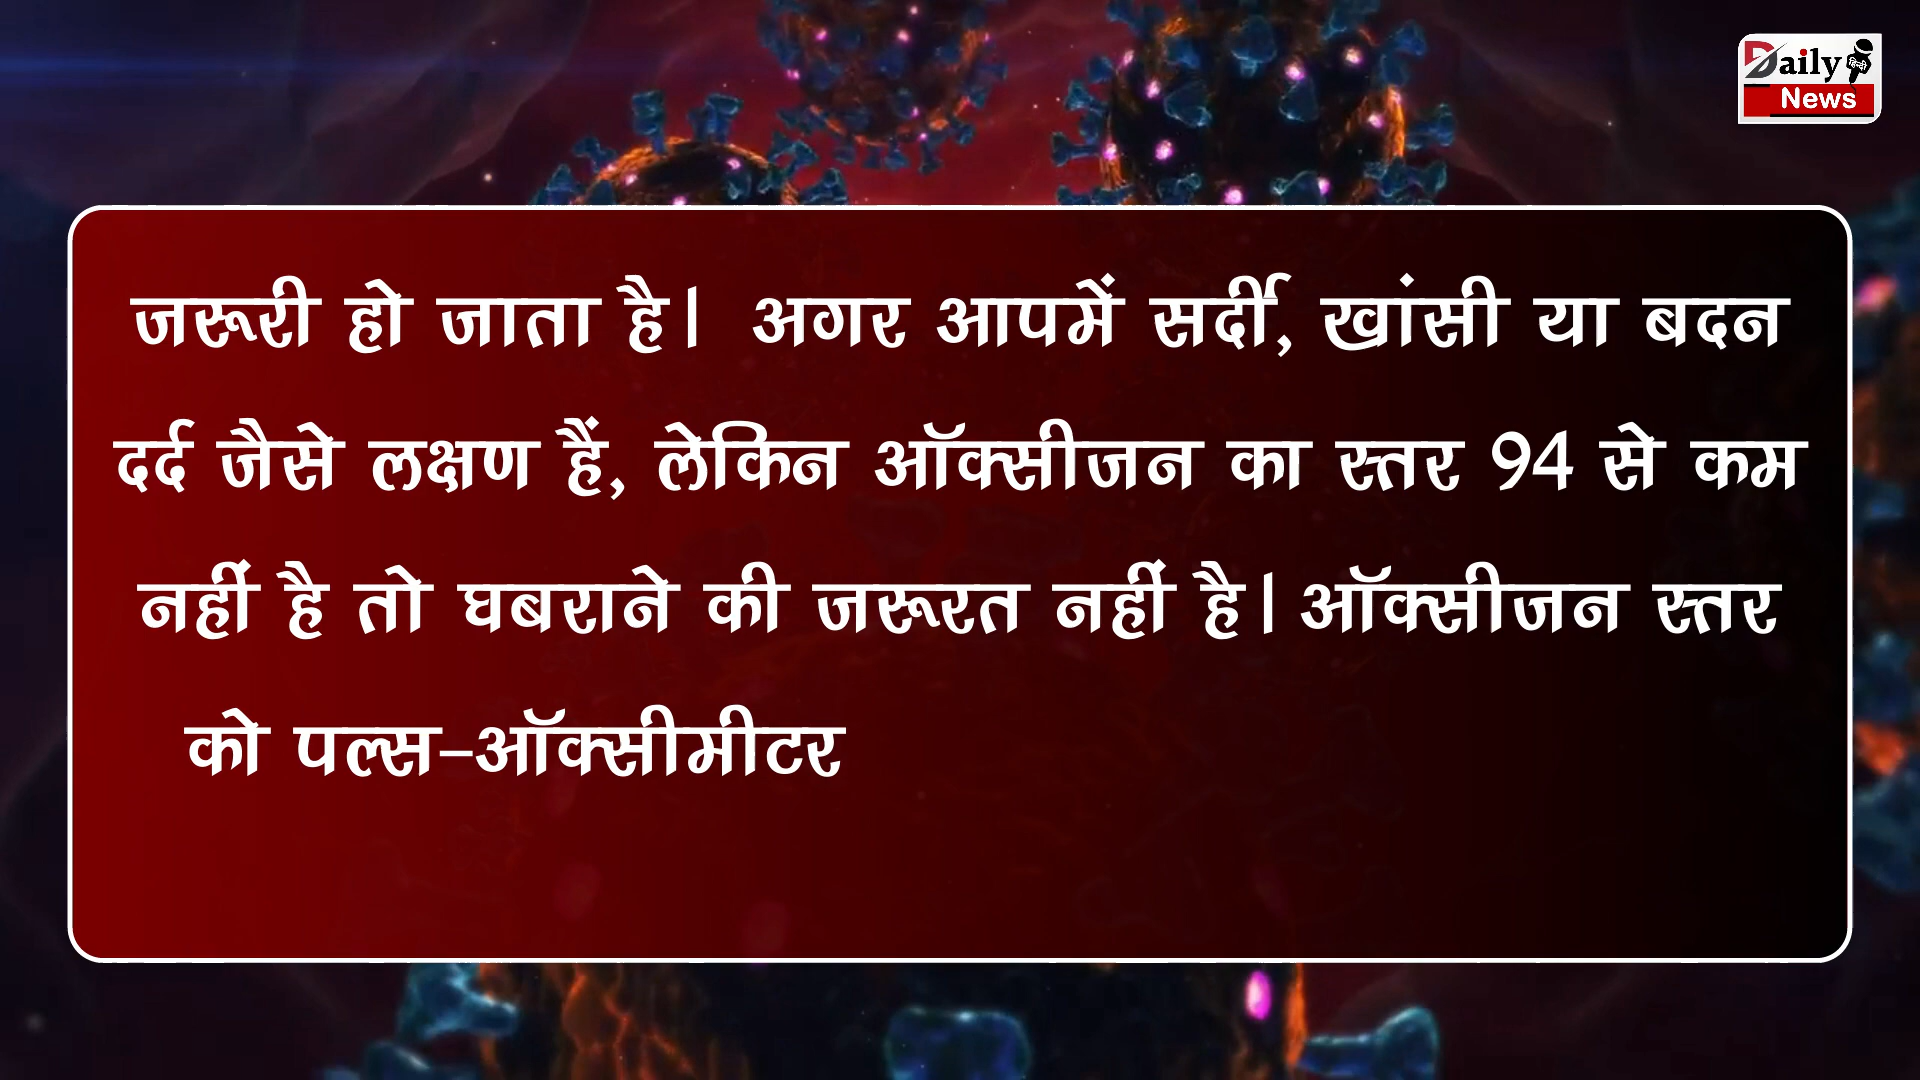 Daily
News
जरूरी हो जाता है। अगर आपमें सर्दी, खांसी या बदन
दर्द जैसे लक्षण हैं, लेकिन ऑक्सीजन का स्तर 94 से कम
नहीं है तो घबराने की जरूरत नहीं है। ऑक्सीजन स्तर
को पल्स-ऑक्सीमीटर